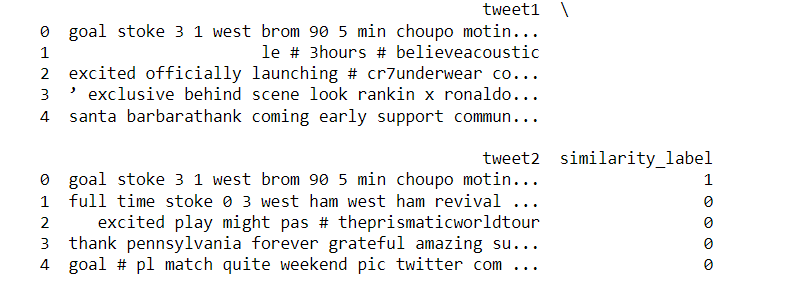 tweet1 \
0 goal stoke 3 1 west brom 90 5 min choupo motin...
1 le # 3hours # believeacoustic
2 excited officially launching # cr7underwear co...
3 ’ exclusive behind scene look rankin x ronaldo...
4 santa barbarathank coming early support commun...
tweet2 similarity_label
0 goal stoke 3 1 west brom 90 5 min choupo motin... 1
1 full time stoke 0 3 west ham west ham revival ... 0
2 excited play might pas # theprismaticworldtour 0
3 thank pennsylvania forever grateful amazing su... 0
4 goal # pl match quite weekend pic twitter com ... 0